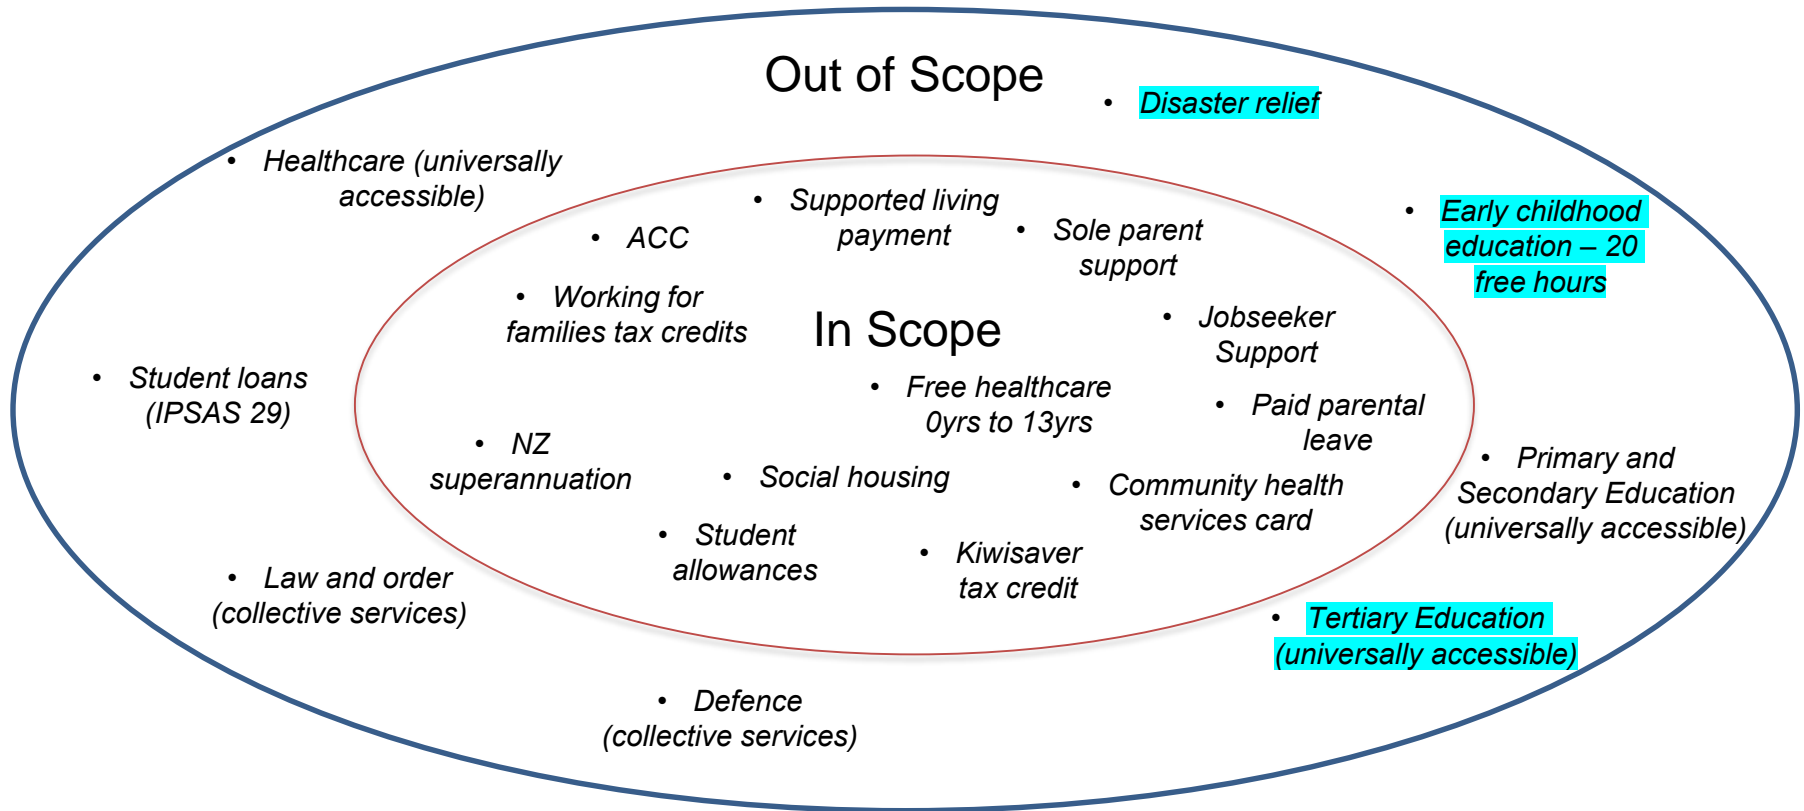 Out of Scope
• Disaster relief
• Healthcare (universally
accessible)
• Supported living
payment
• Early childhood
education – 20
free hours
• ACC
• Sole parent
support
• Working for
families tax credits
In Scope
• Jobseeker
Support
• Student loans
(IPSAS 29)
• Free healthcare
0yrs to 13yrs
• Paid parental
leave
• NZ
superannuation
• Social housing
• Community health
services card
• Primary and
Secondary Education
(universally accessible)
• Student
allowances
• Kiwisaver
tax credit
• Law and order
(collective services)
• Tertiary Education
(universally accessible)
• Defence
(collective services)